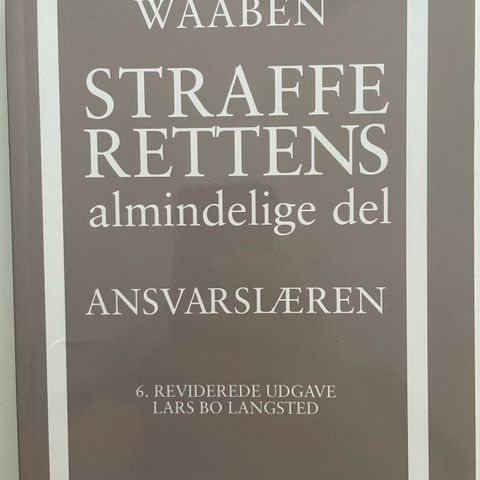 WAABEN
STRAFFE
RETTENS
almindelige del
ANSVARSLÆREN
6. REVIDEREDE UDGAVE
LARS BO LANGSTED